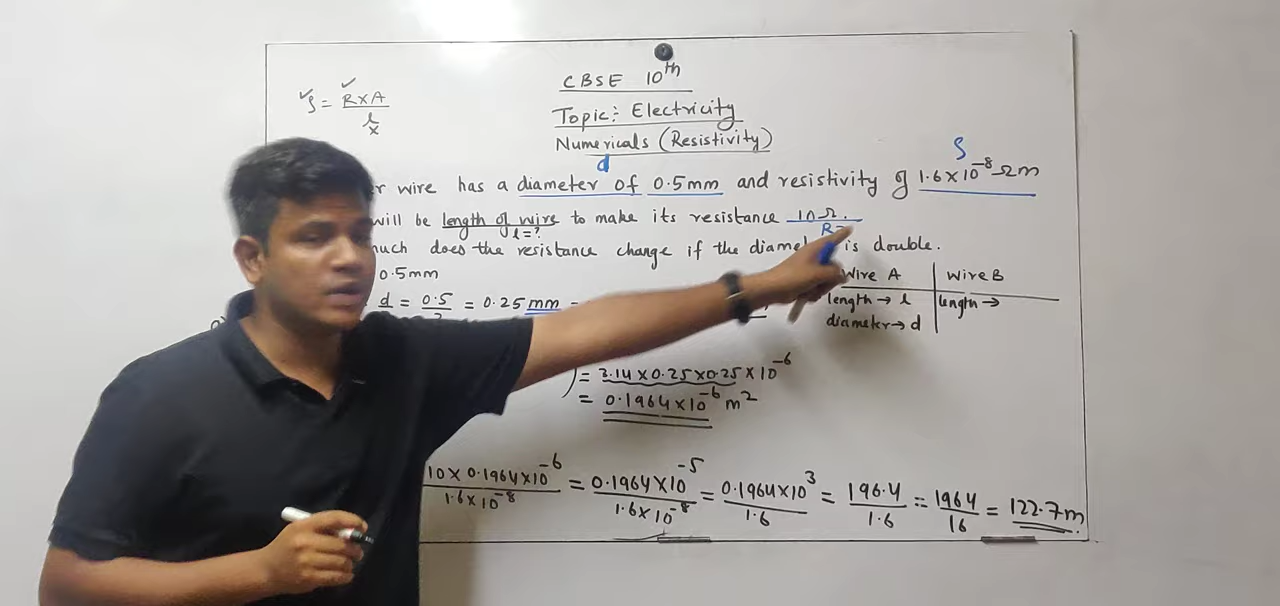 CBSE 10th
Topic: Electricity
Numericals (Resistivity)
ρ = R×A / l
x
d
ρ
wire has a diameter of 0.5mm and resistivity of 1.6×10⁻⁸ Ωm
will be length of wire to make its resistance 10Ω.
l=?
R=
does the resistance change if the diame is double.
0.5mm
d = 0.5 = 0.25 mm =
= 3.14×0.25×0.25×10⁻⁶
= 0.1964×10⁻⁶ m²
Wire A Wire B
length → l length →
diameter → d
10×0.1964×10⁻⁶ / 1.6×10⁻⁸ = 0.1964×10⁻⁵ / 1.6×10⁻⁸ = 0.1964×10³ / 1.6 = 196.4 / 1.6 = 1964 / 16 = 122.7m